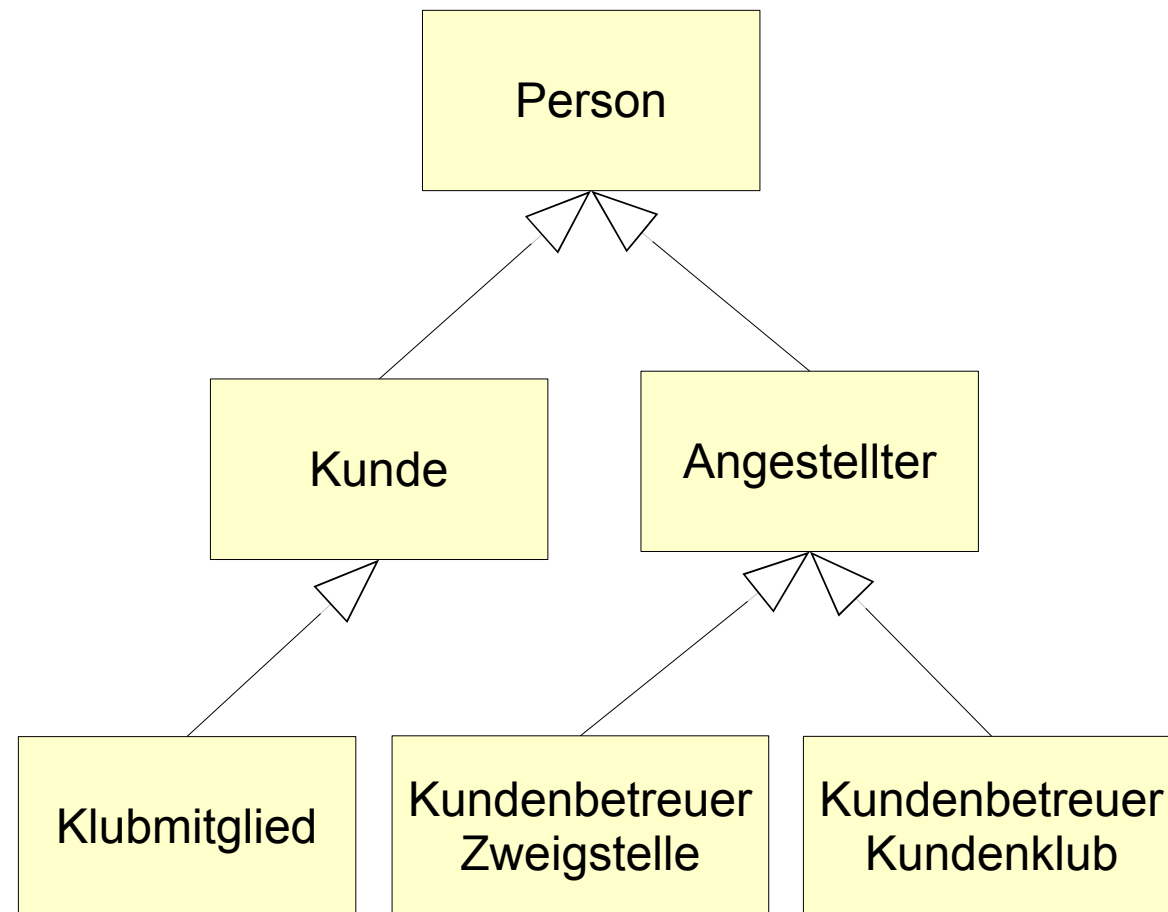 Person
Kunde
Angestellter
Klubmitglied
Kundenbetreuer
Zweigstelle
Kundenbetreuer
Kundenklub